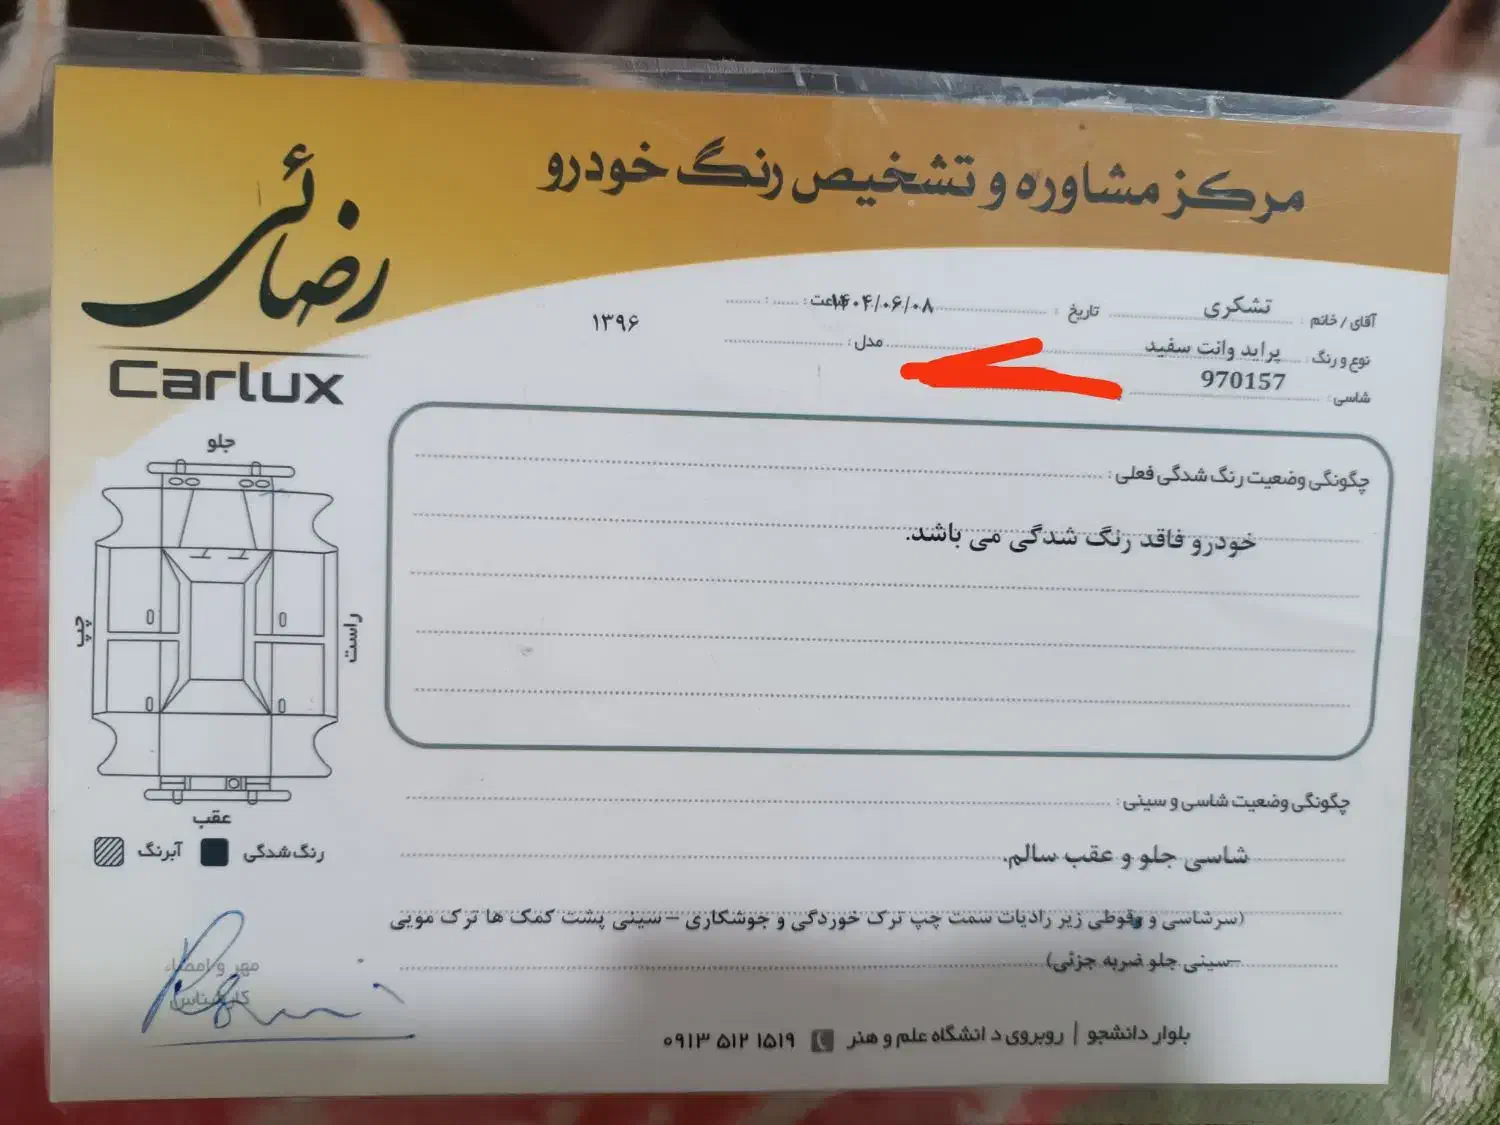 مرکز مشاوره و تشخیص رنگ خودرو
رضائی
Carlux
آقای / خانم : تشکری تاریخ : ۱۴۰۴/۰۶/۰۸ ساعت :
نوع و رنگ : پراید وانت سفید مدل : ۱۳۹۶
شاسی : 970157
چگونگی وضعیت رنگ شدگی فعلی :
خودرو فاقد رنگ شدگی می باشد.
جلو
چپ
راست
عقب
رنگ شدگی آبرنگ
چگونگی وضعیت شاسی و سینی :
شاسی جلو و عقب سالم.
(سرشاسی و قوطی زیر رادیات سمت چپ ترک خوردگی و جوشکاری – سینی پشت کمک ها ترک مویی
–سینی جلو ضربه جزئی)
مهر و امضاء
کارشناس
بلوار دانشجو | روبروی دانشگاه علم و هنر ۰۹۱۳ ۵۱۲ ۱۵۱۹